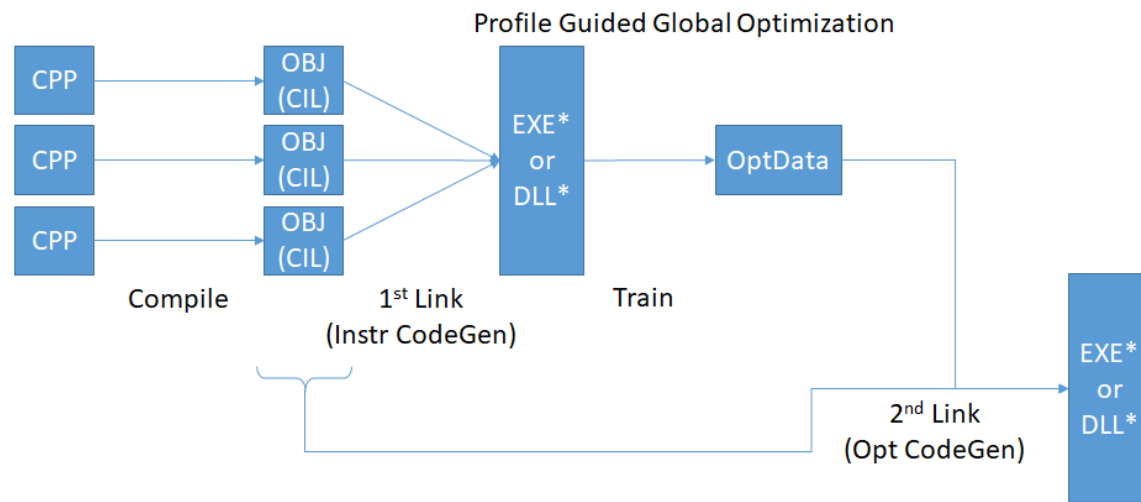 Profile Guided Global Optimization
CPP
OBJ
(CIL)
CPP
OBJ
(CIL)
CPP
OBJ
(CIL)
EXE*
or
DLL*
OptData
Compile
1st Link
(Instr CodeGen)
Train
2nd Link
(Opt CodeGen)
EXE*
or
DLL*